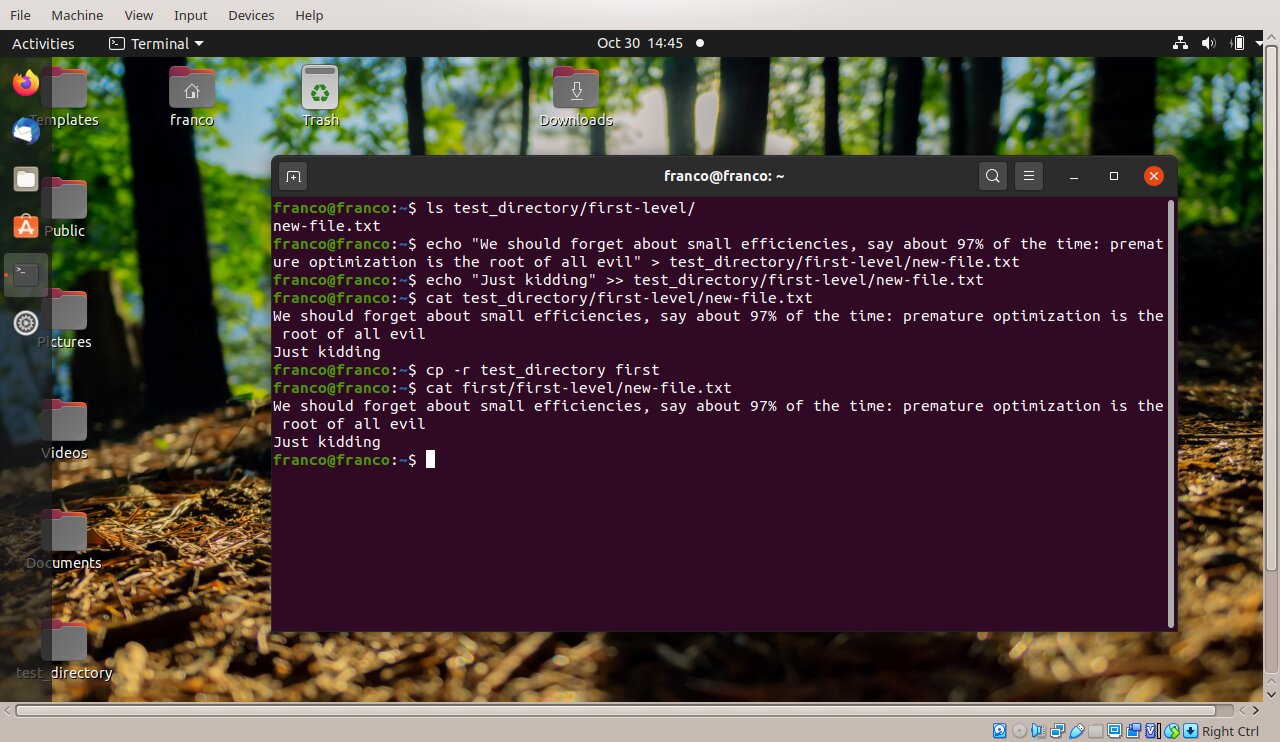 File Machine View Input Devices Help
Activities Terminal Oct 30 14:45
Templates franco Trash Downloads
franco@franco: ~
franco@franco:~$ ls test_directory/first-level/
new-file.txt
franco@franco:~$ echo "We should forget about small efficiencies, say about 97% of the time: premat
ure optimization is the root of all evil" > test_directory/first-level/new-file.txt
franco@franco:~$ echo "Just kidding" >> test_directory/first-level/new-file.txt
franco@franco:~$ cat test_directory/first-level/new-file.txt
We should forget about small efficiencies, say about 97% of the time: premature optimization is the
root of all evil
Just kidding
franco@franco:~$ cp -r test_directory first
franco@franco:~$ cat first/first-level/new-file.txt
We should forget about small efficiencies, say about 97% of the time: premature optimization is the
root of all evil
Just kidding
franco@franco:~$
Public
Pictures
Videos
Documents
test_directory
Right Ctrl